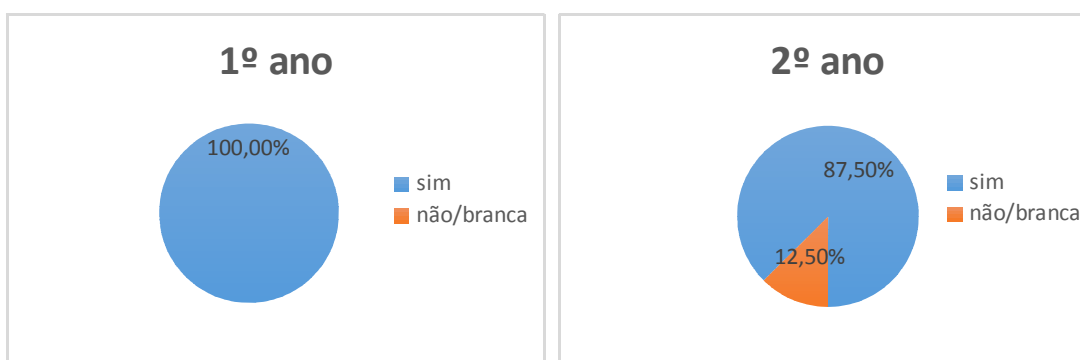 1º ano
100,00%
sim
não/branca
2º ano
87,50%
12,50%
sim
não/branca